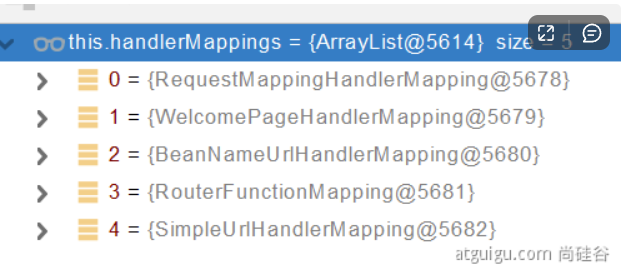 this.handlerMappings = {ArrayList@5614} size = 5
0 = {RequestMappingHandlerMapping@5678}
1 = {WelcomePageHandlerMapping@5679}
2 = {BeanNameUrlHandlerMapping@5680}
3 = {RouterFunctionMapping@5681}
4 = {SimpleUrlHandlerMapping@5682}
atguigu.com 尚硅谷